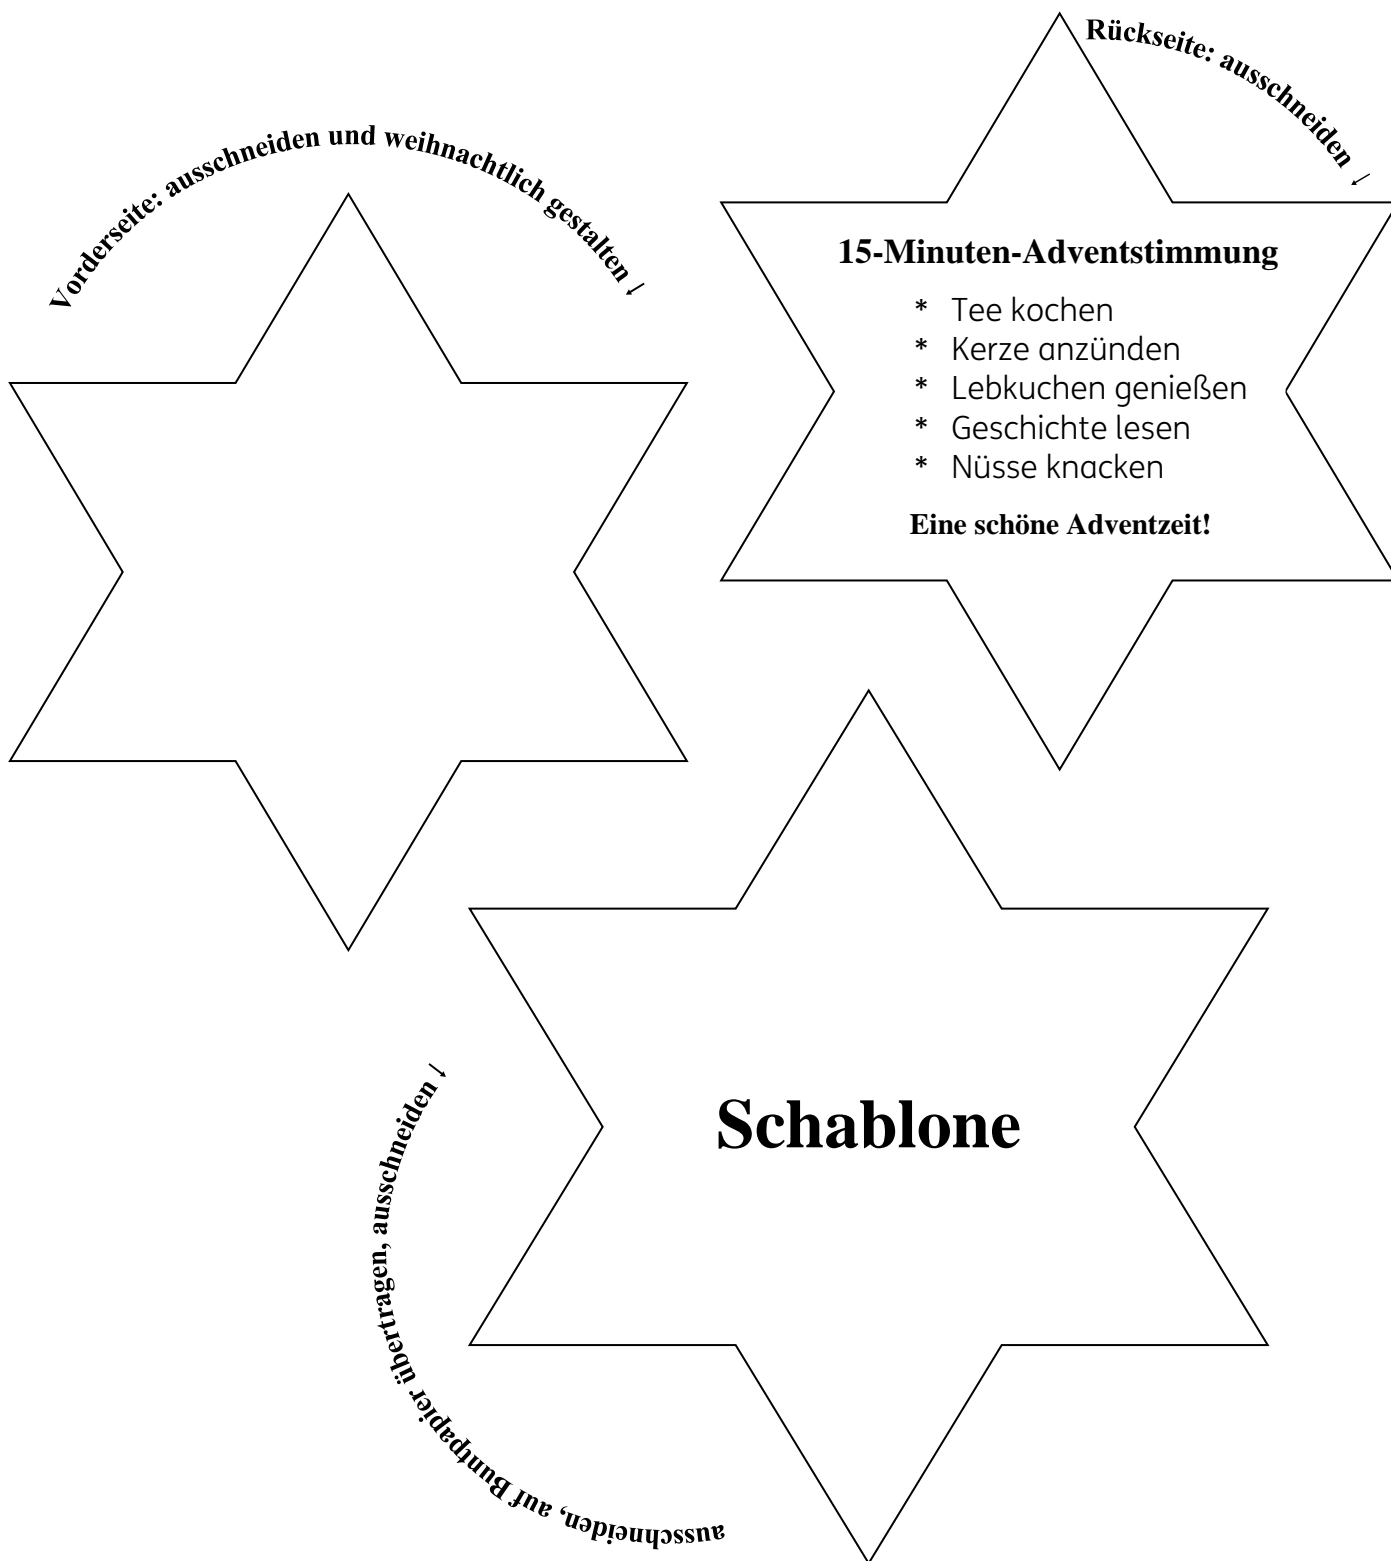 Rückseite: ausschneiden ↓
Vorderseite: ausschneiden und weihnachtlich gestalten ↓
15-Minuten-Adventstimmung
* Tee kochen
* Kerze anzünden
* Lebkuchen genießen
* Geschichte lesen
* Nüsse knacken
Eine schöne Adventzeit!
Schablone
ausschneiden, auf Buntpapier übertragen, ausschneiden ↓